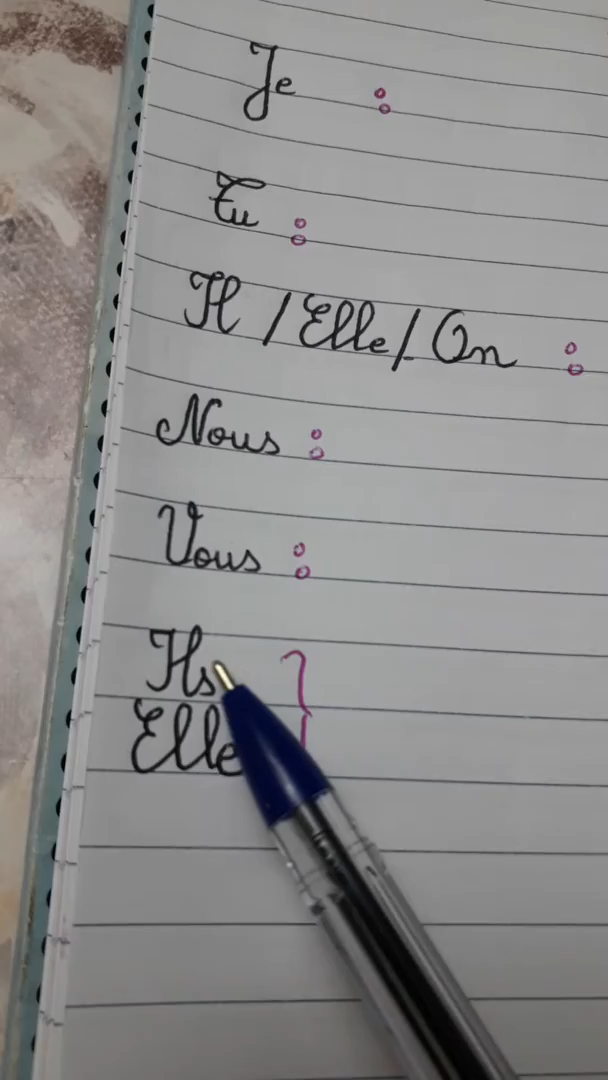 Je :
Tu :
Il / Elle / On :
Nous :
Vous :
Ils
Elle